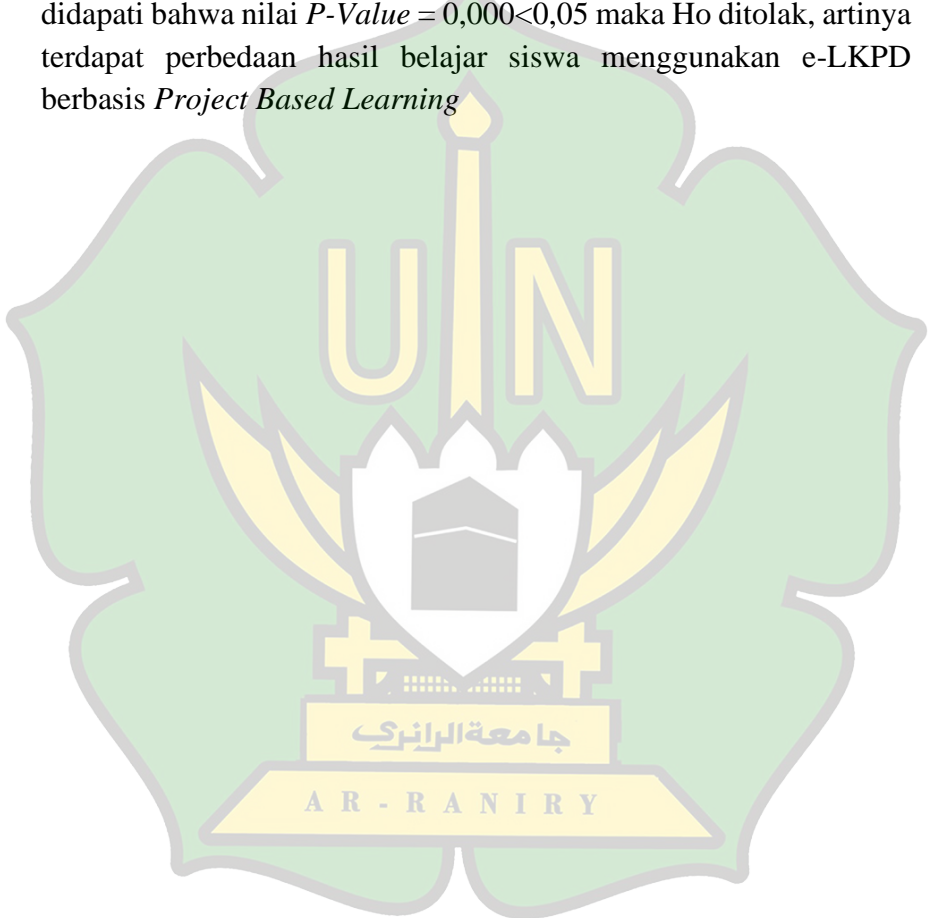 didapati bahwa nilai P-Value = 0,000<0,05 maka Ho ditolak, artinya
terdapat perbedaan hasil belajar siswa menggunakan e-LKPD
berbasis Project Based Learning
UIN
جامعة الرانري
AR-RANIRY